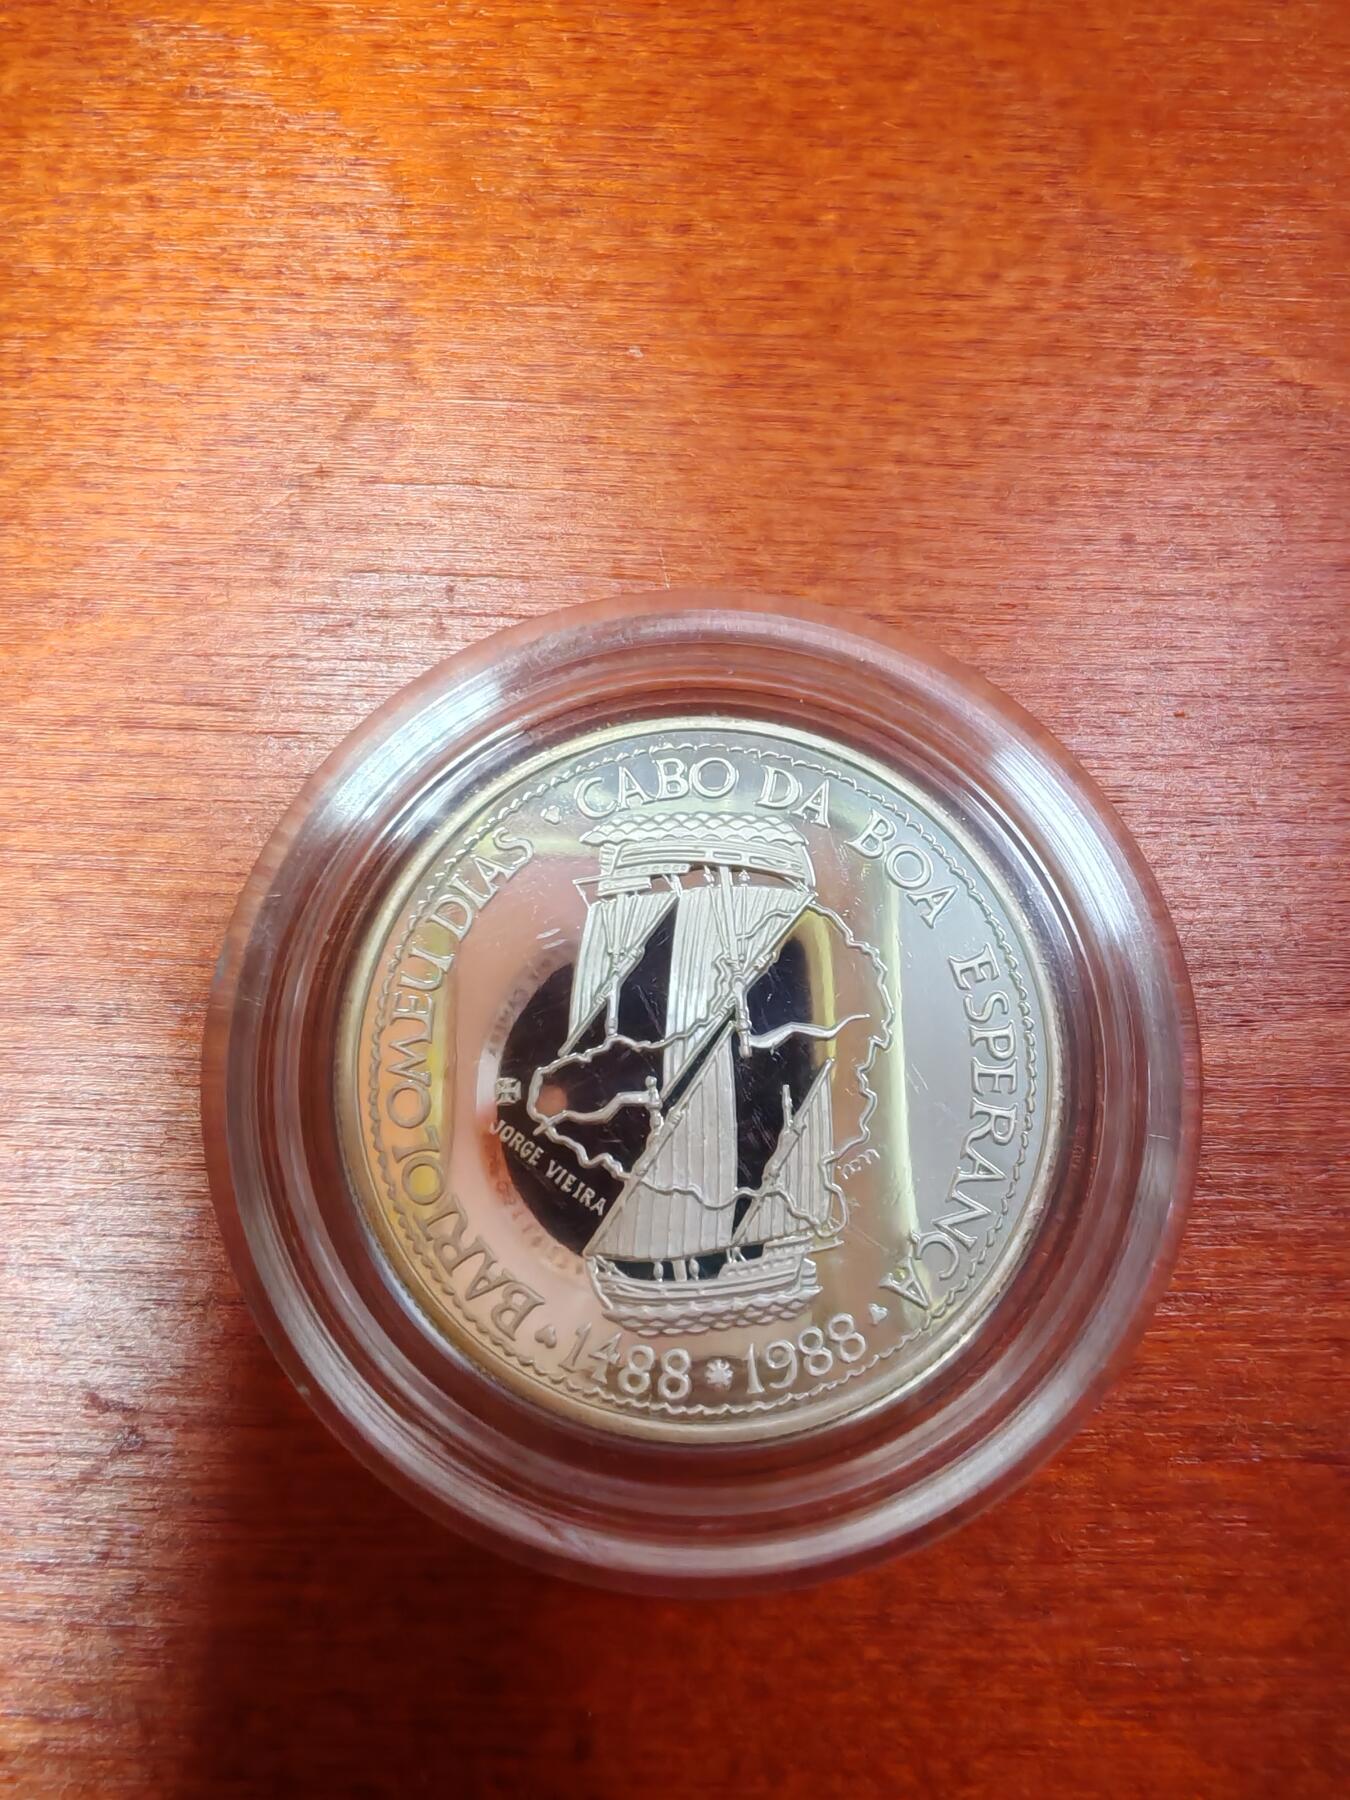 BARTOLOMEU DIAS · CABO DA BOA ESPERANÇA
JORGE VIEIRA
1488 * 1988